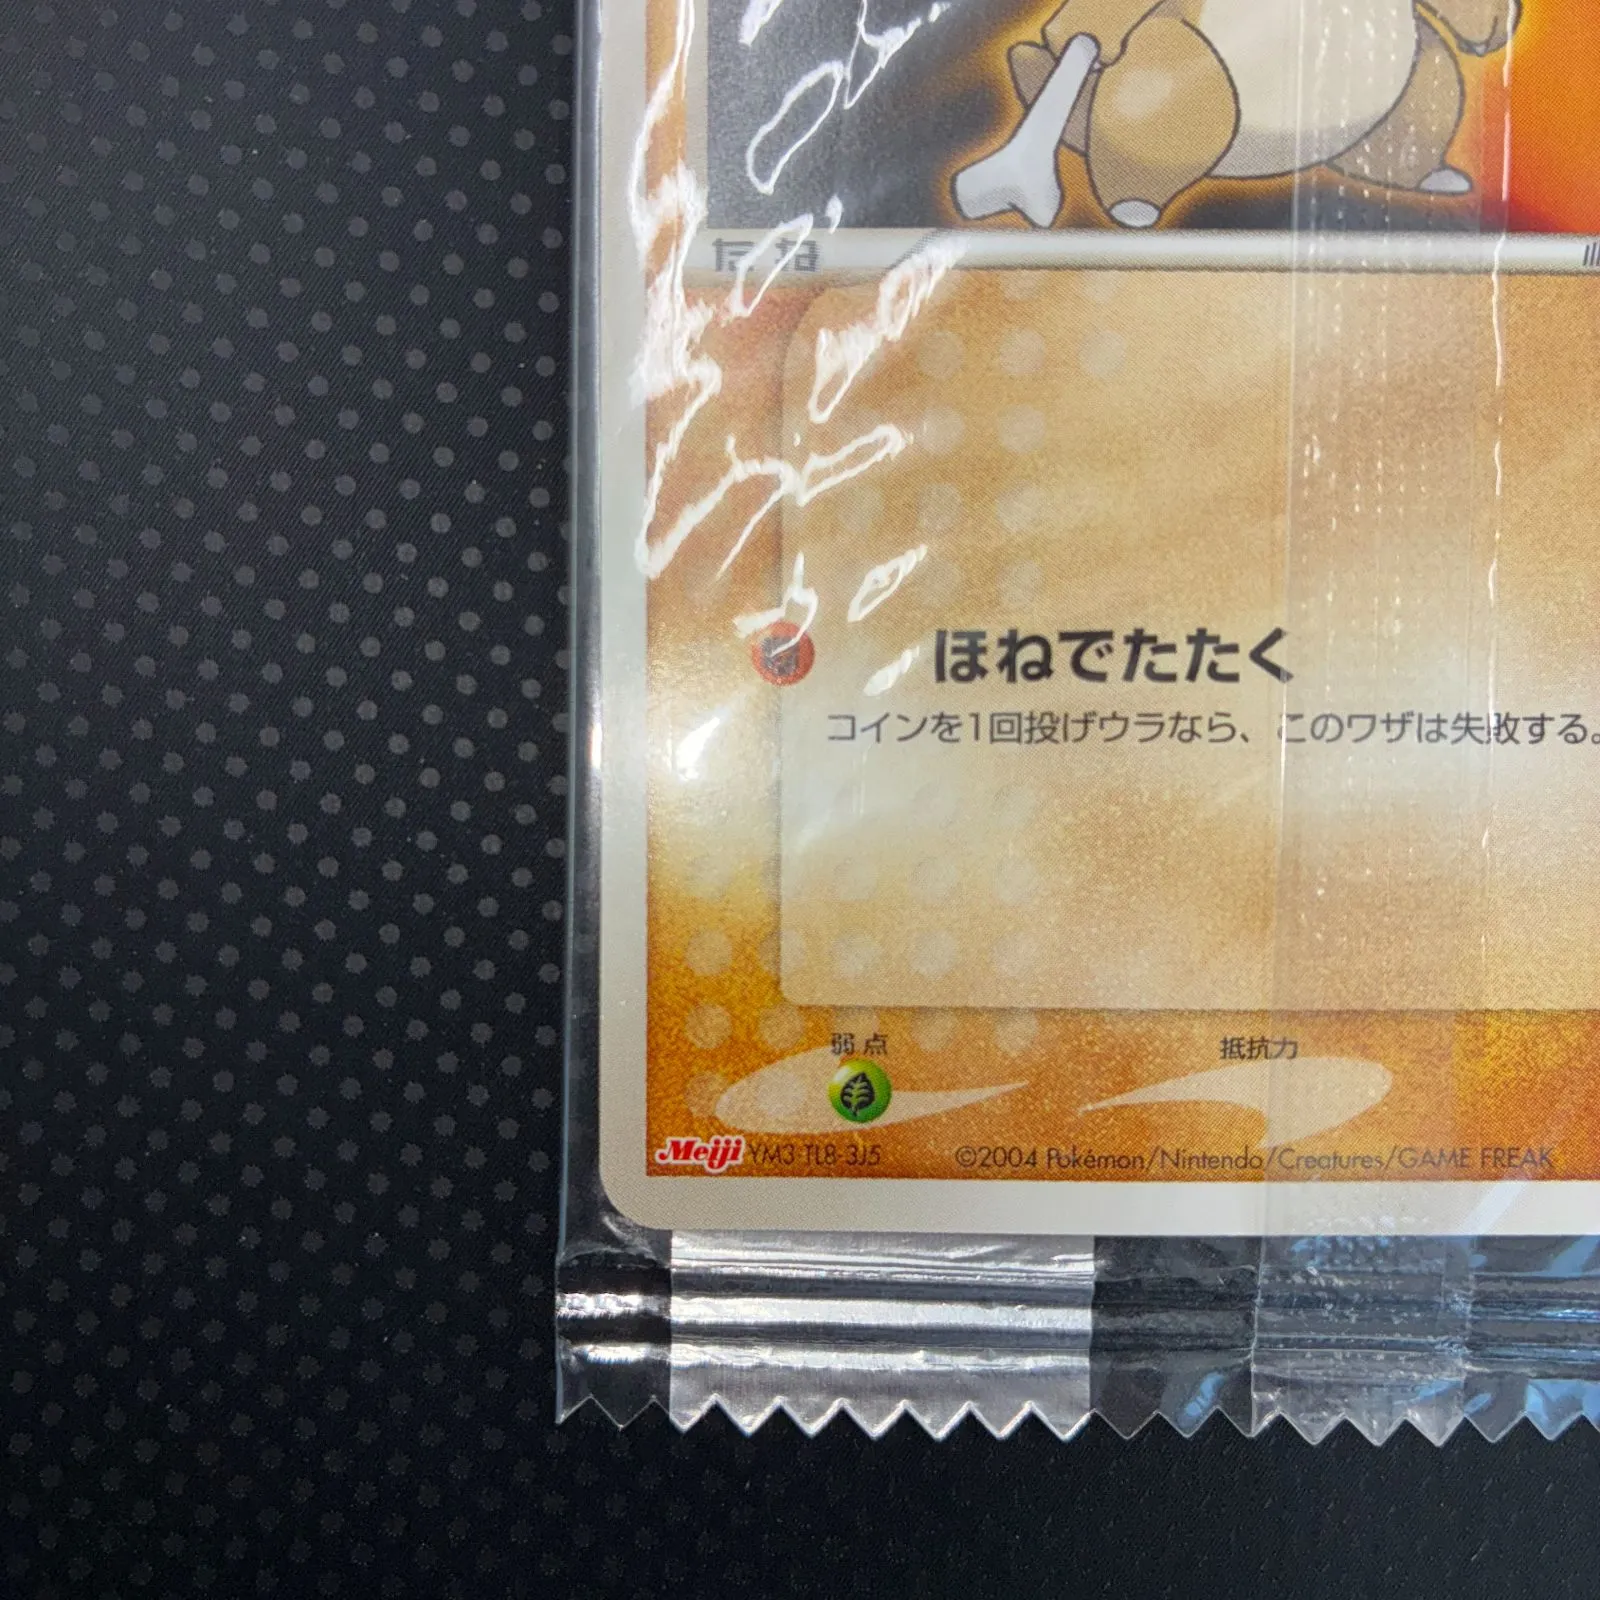 たね
ほねでたたく
コインを1回投げウラなら、このワザは失敗する。
弱点
抵抗力
Meiji YM3 TL8-3J5 ©2004 Pokémon/Nintendo/Creatures/GAME FREAK